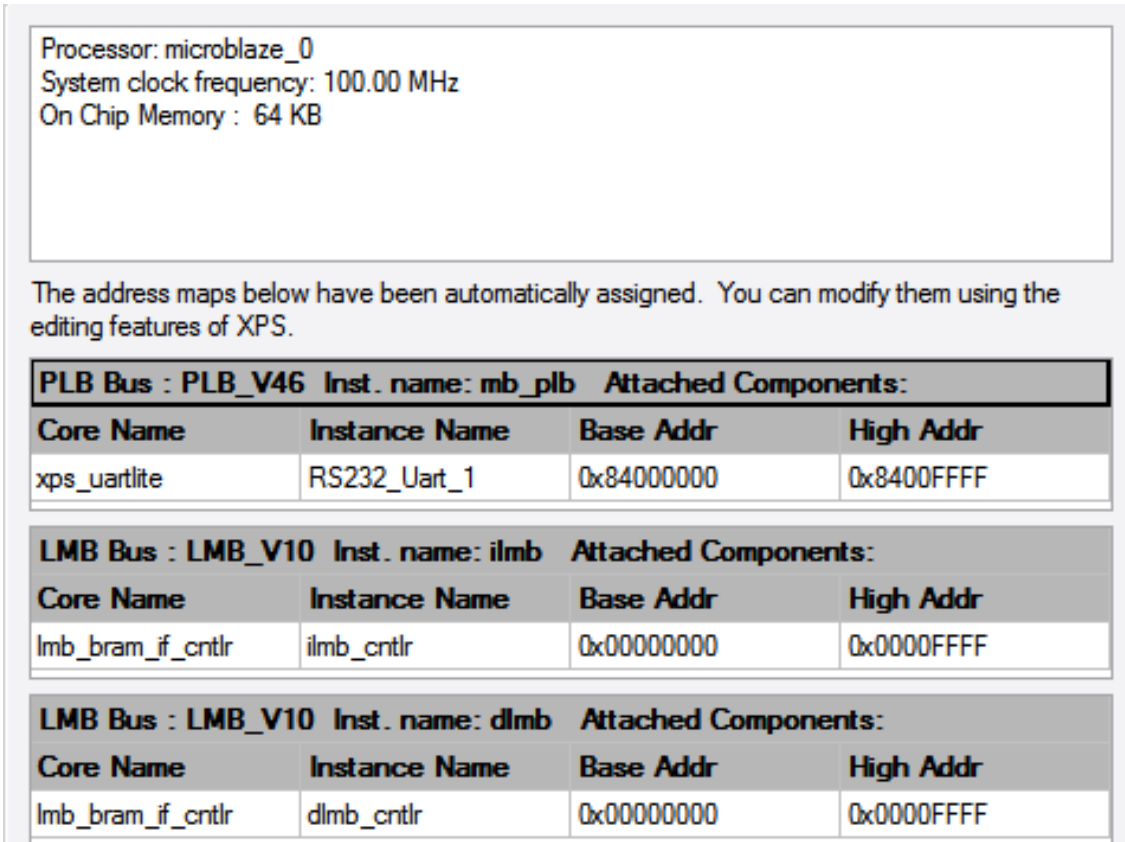 Processor: microblaze_0
System clock frequency: 100.00 MHz
On Chip Memory :  64 KB
The address maps below have been automatically assigned.  You can modify them using the
editing features of XPS.
PLB Bus : PLB_V46  Inst. name: mb_plb   Attached Components:
Core Name Instance Name Base Addr High Addr
xps_uartlite RS232_Uart_1 0x84000000 0x8400FFFF
LMB Bus : LMB_V10  Inst. name: ilmb   Attached Components:
Core Name Instance Name Base Addr High Addr
lmb_bram_if_cntlr ilmb_cntlr 0x00000000 0x0000FFFF
LMB Bus : LMB_V10  Inst. name: dlmb   Attached Components:
Core Name Instance Name Base Addr High Addr
lmb_bram_if_cntlr dlmb_cntlr 0x00000000 0x0000FFFF